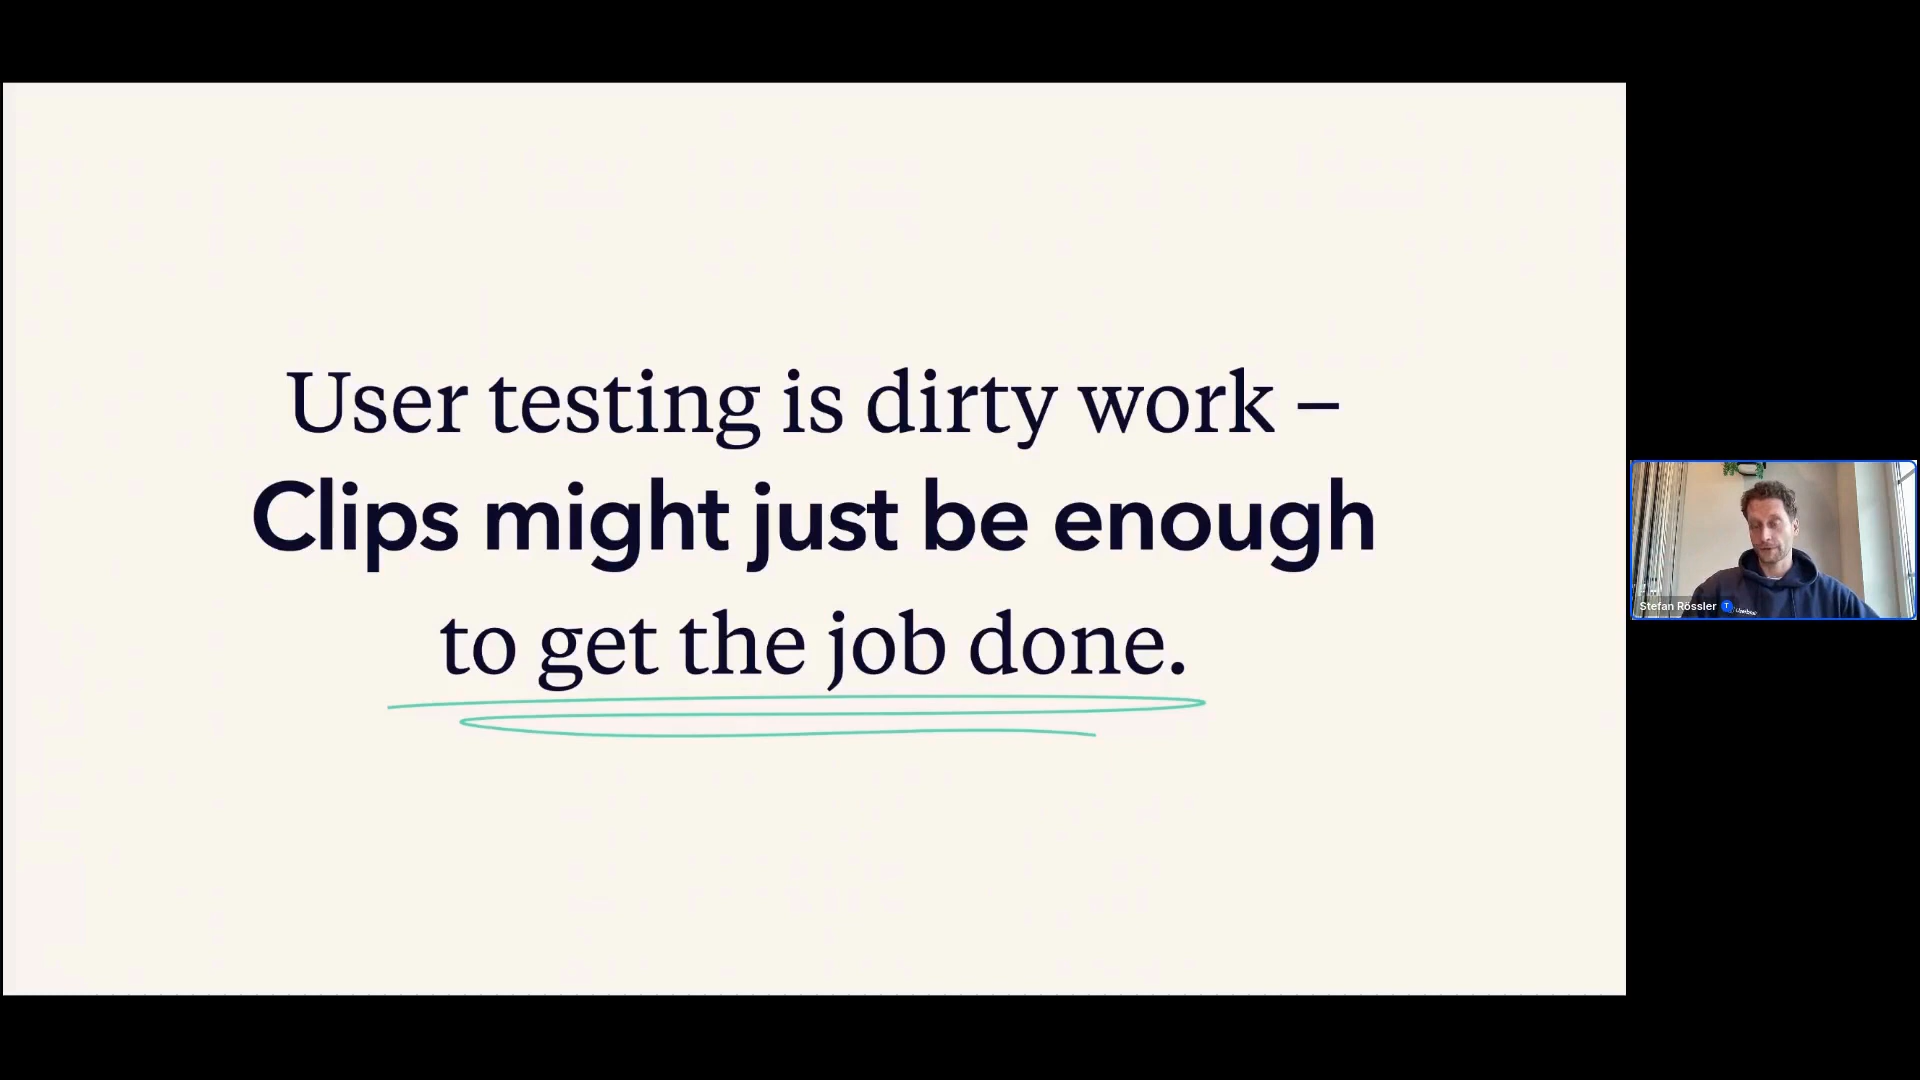 User testing is dirty work –
Clips might just be enough
to get the job done.
Stefan Rössler